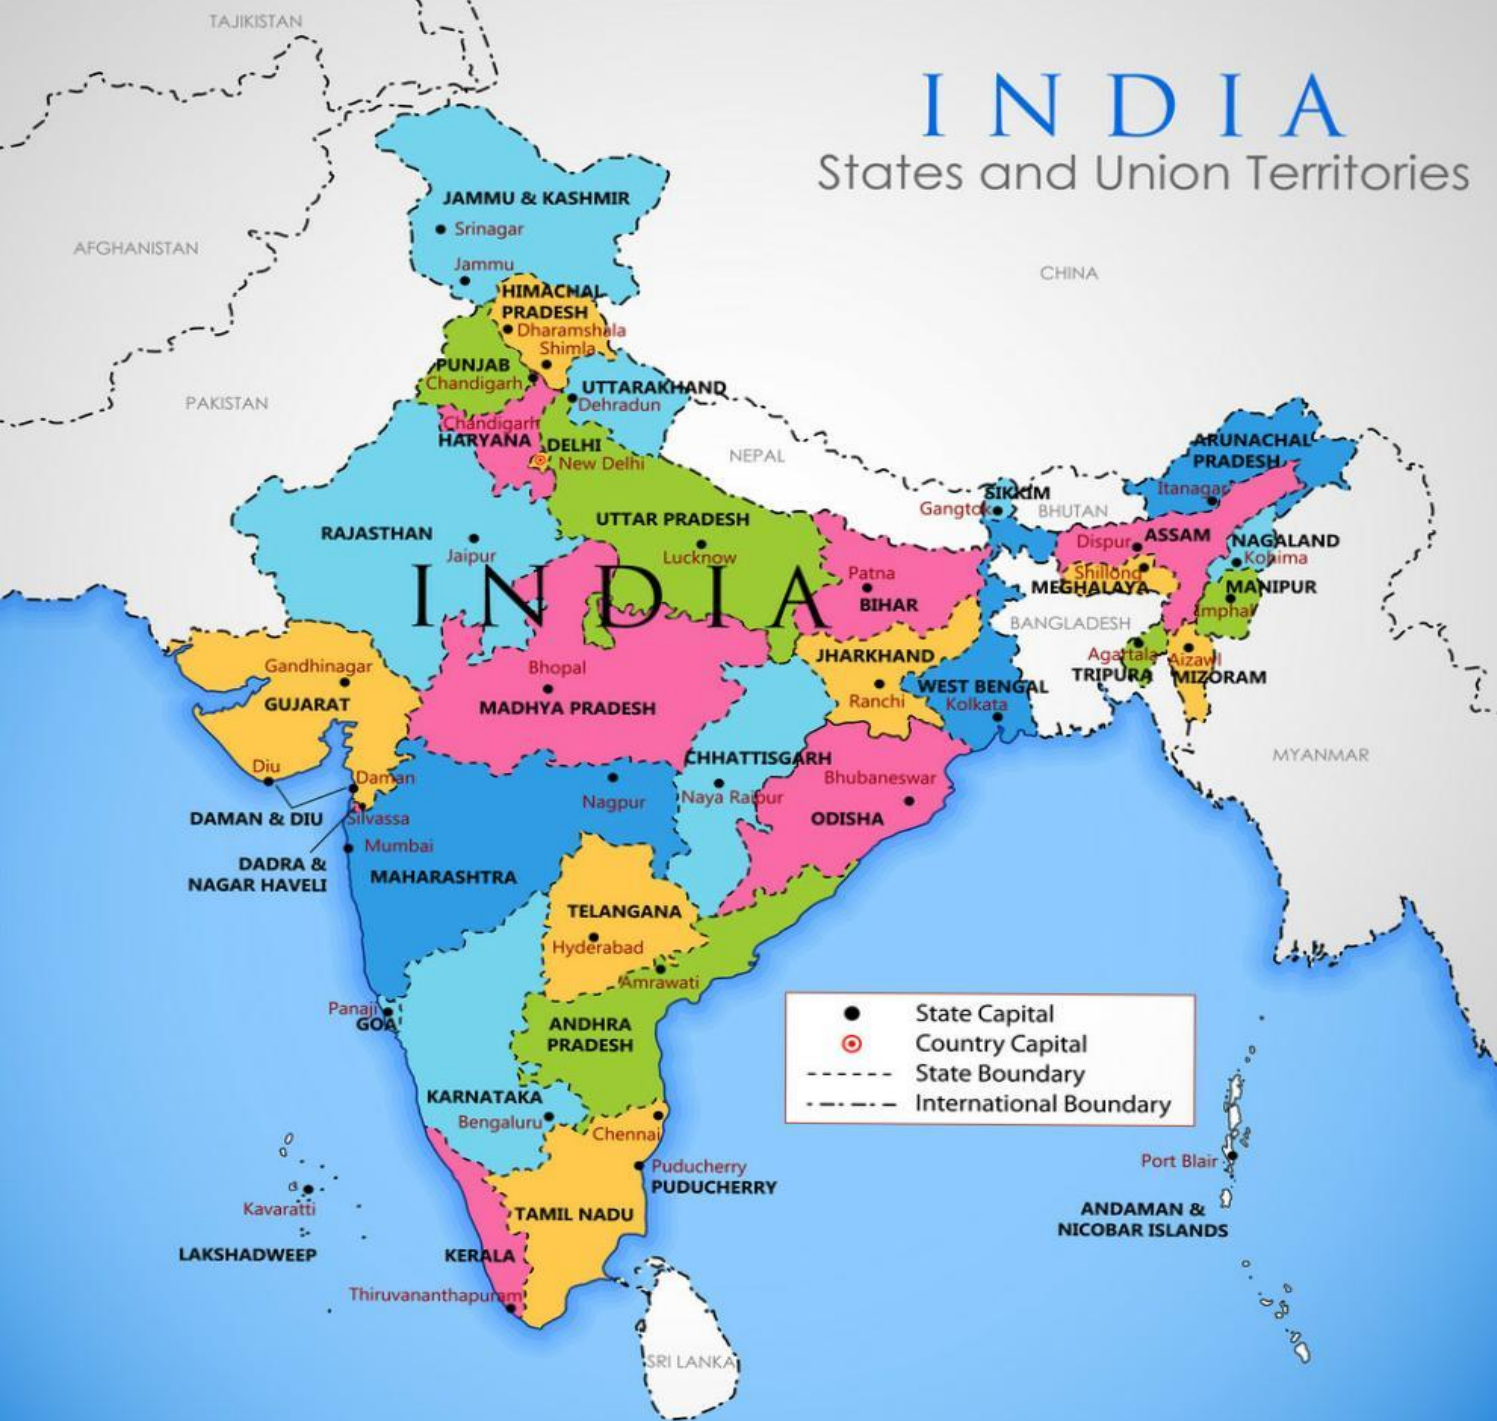 TAJIKISTAN
INDIA
States and Union Territories
JAMMU & KASHMIR
Srinagar
AFGHANISTAN
Jammu
CHINA
HIMACHAL
PRADESH
Dharamshala
Shimla
PUNJAB
Chandigarh
UTTARAKHAND
Dehradun
PAKISTAN
Chandigarh
HARYANA
DELHI
New Delhi
NEPAL
ARUNACHAL
PRADESH
Itanagar
SIKKIM
Gangtok
BHUTAN
RAJASTHAN
Jaipur
UTTAR PRADESH
Lucknow
Dispur
ASSAM
NAGALAND
Kohima
Patna
BIHAR
Shillong
MEGHALAYA
MANIPUR
Imphal
INDIA
BANGLADESH
Gandhinagar
GUJARAT
Bhopal
MADHYA PRADESH
JHARKHAND
Ranchi
WEST BENGAL
Kolkata
Agartala
TRIPURA
Aizawl
MIZORAM
MYANMAR
Diu
Daman
DAMAN & DIU
Silvassa
DADRA &
NAGAR HAVELI
Mumbai
MAHARASHTRA
Nagpur
CHHATTISGARH
Naya Raipur
Bhubaneswar
ODISHA
TELANGANA
Hyderabad
Amrawati
Panaji
GOA
ANDHRA
PRADESH
State Capital
Country Capital
State Boundary
International Boundary
KARNATAKA
Bengaluru
Chennai
Puducherry
PUDUCHERRY
Port Blair
ANDAMAN &
NICOBAR ISLANDS
Kavaratti
LAKSHADWEEP
TAMIL NADU
KERALA
Thiruvananthapuram
SRI LANKA